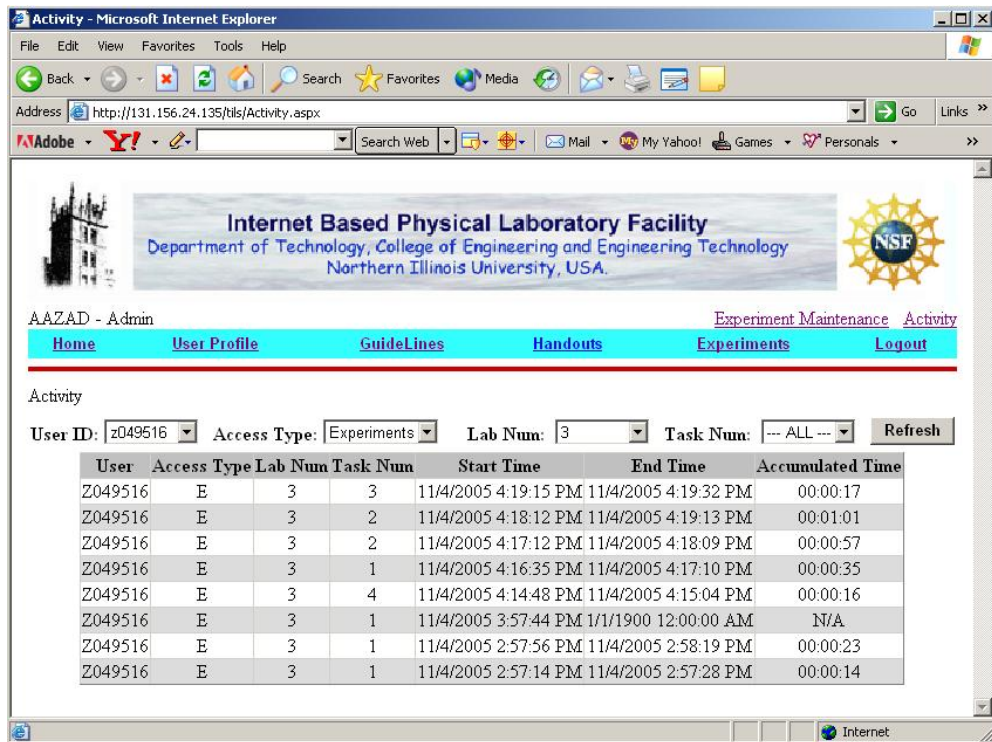 Activity - Microsoft Internet Explorer
File Edit View Favorites Tools Help
Back Search Favorites Media
Address http://131.156.24.135/tils/Activity.aspx Go Links »
Adobe Y! Search Web Mail My Yahoo! Games Personals »
Internet Based Physical Laboratory Facility
Department of Technology, College of Engineering and Engineering Technology
Northern Illinois University, USA.
NSF
AAZAD - Admin Experiment Maintenance Activity
Home User Profile GuideLines Handouts Experiments Logout
Activity
User ID: z049516 Access Type: Experiments Lab Num: 3 Task Num: --- ALL --- Refresh
User Access Type Lab Num Task Num Start Time End Time Accumulated Time
Z049516 E 3 3 11/4/2005 4:19:15 PM 11/4/2005 4:19:32 PM 00:00:17
Z049516 E 3 2 11/4/2005 4:18:12 PM 11/4/2005 4:19:13 PM 00:01:01
Z049516 E 3 2 11/4/2005 4:17:12 PM 11/4/2005 4:18:09 PM 00:00:57
Z049516 E 3 1 11/4/2005 4:16:35 PM 11/4/2005 4:17:10 PM 00:00:35
Z049516 E 3 4 11/4/2005 4:14:48 PM 11/4/2005 4:15:04 PM 00:00:16
Z049516 E 3 1 11/4/2005 3:57:44 PM 1/1/1900 12:00:00 AM N/A
Z049516 E 3 1 11/4/2005 2:57:56 PM 11/4/2005 2:58:19 PM 00:00:23
Z049516 E 3 1 11/4/2005 2:57:14 PM 11/4/2005 2:57:28 PM 00:00:14
Internet